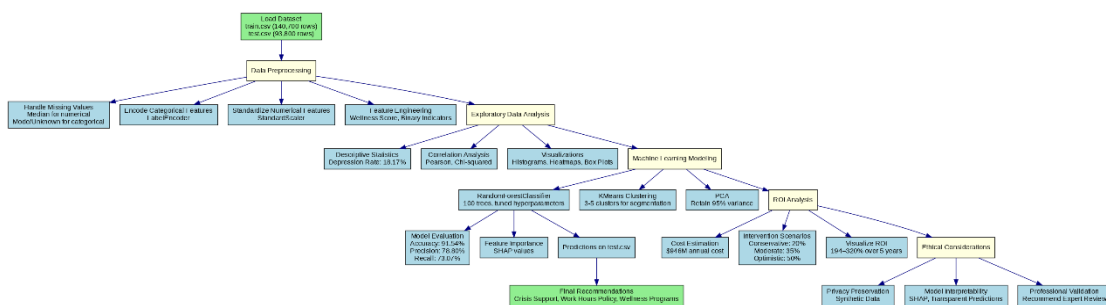 Load Dataset
train.csv (140,700 rows)
test.csv (93,800 rows)
Data Preprocessing
Handle Missing Values
Median for numerical
Mode/Unknown for categorical
Encode Categorical Features
LabelEncoder
Standardize Numerical Features
StandardScaler
Feature Engineering
Wellness Score, Binary Indicators
Exploratory Data Analysis
Descriptive Statistics
Depression Rate: 18.17%
Correlation Analysis
Pearson, Chi-squared
Visualizations
Histograms, Heatmaps, Box Plots
Machine Learning Modeling
RandomForestClassifier
100 trees, tuned hyperparameters
KMeans Clustering
3-5 clusters for segmentation
PCA
Retain 95% variance
ROI Analysis
Model Evaluation
Accuracy: 91.54%
Precision: 78.80%
Recall: 73.07%
Feature Importance
SHAP values
Predictions on test.csv
Cost Estimation
$946M annual cost
Intervention Scenarios
Conservative: 20%
Moderate: 35%
Optimistic: 50%
Visualize ROI
194–320% over 5 years
Ethical Considerations
Final Recommendations
Crisis Support, Work Hours Policy, Wellness Programs
Privacy Preservation
Synthetic Data
Model Interpretability
SHAP, Transparent Predictions
Professional Validation
Recommend Expert Review